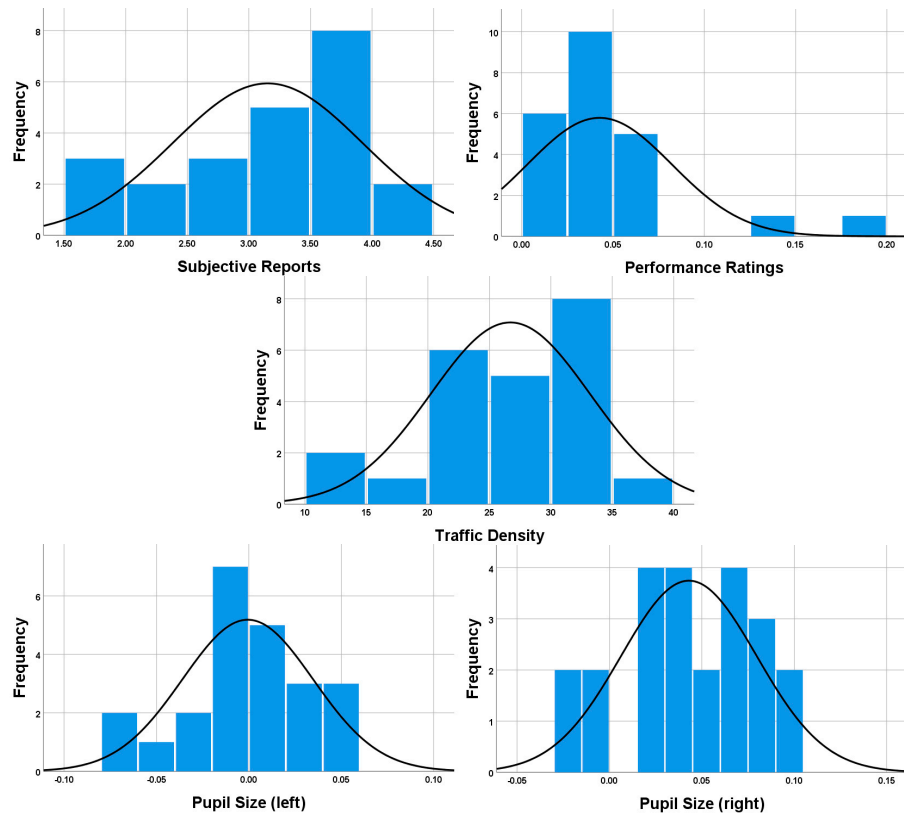 Frequency
8
6
4
2
0
1.50 2.00 2.50 3.00 3.50 4.00 4.50
Subjective Reports
Frequency
10
8
6
4
2
0
0.00 0.05 0.10 0.15 0.20
Performance Ratings
Frequency
8
6
4
2
0
10 15 20 25 30 35 40
Traffic Density
Frequency
6
4
2
0
-0.10 -0.05 0.00 0.05 0.10
Pupil Size (left)
Frequency
4
3
2
1
0
-0.05 0.00 0.05 0.10 0.15
Pupil Size (right)